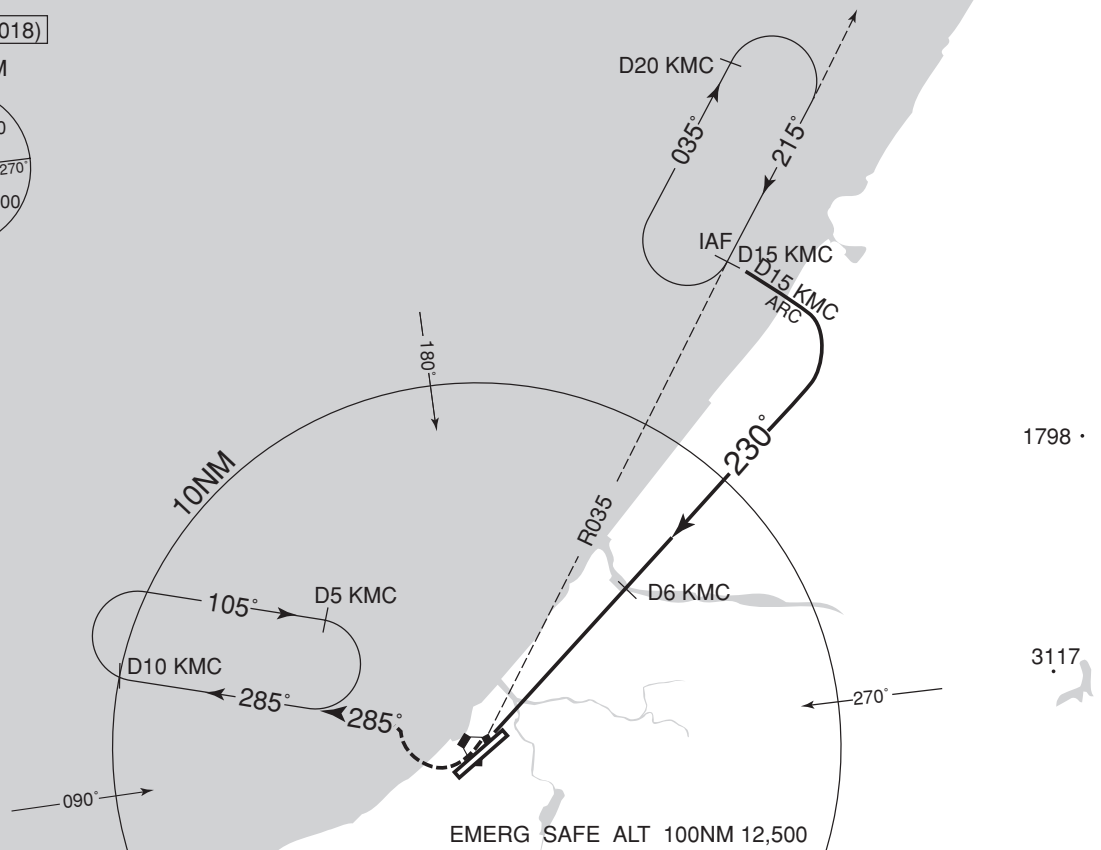 018)
M
0
270°
00
D20 KMC
035°
215°
IAF
D15 KMC
D15 KMC
ARC
180°
10NM
230°
1798
R035
D6 KMC
105°
D5 KMC
D10 KMC
285°
285°
270°
3117
090°
EMERG SAFE ALT 100NM 12,500